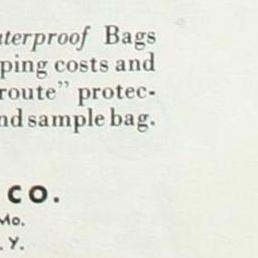 aterproof Bags
ping costs and
route" protec-
nd sample bag.
CO.
Mo.
. Y.